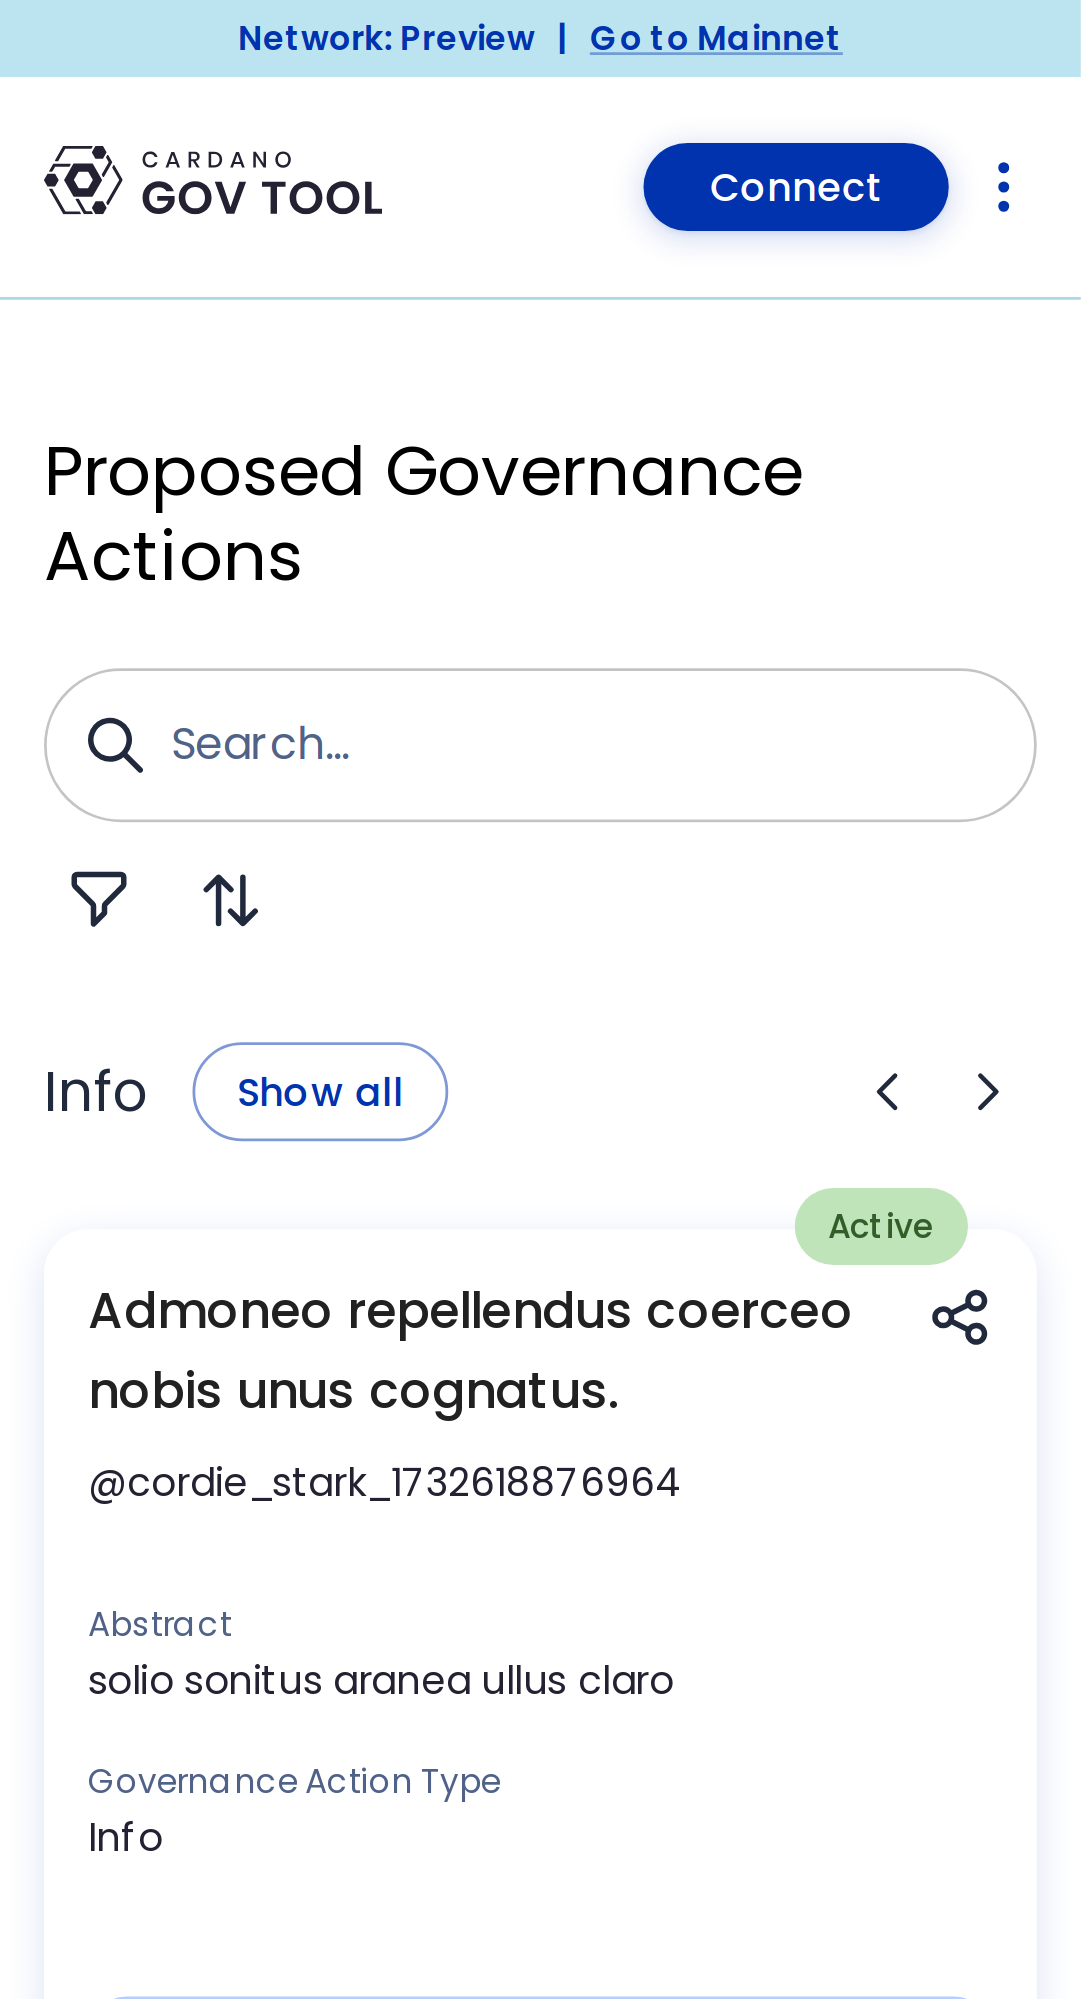 Network: Preview | Go to Mainnet
CARDANO
GOV TOOL
Connect
Proposed Governance
Actions
Search...
Info
Show all
Active
Admoneo repellendus coerceo
nobis unus cognatus.
@cordie_stark_1732618876964
Abstract
solio sonitus aranea ullus claro
Governance Action Type
Info